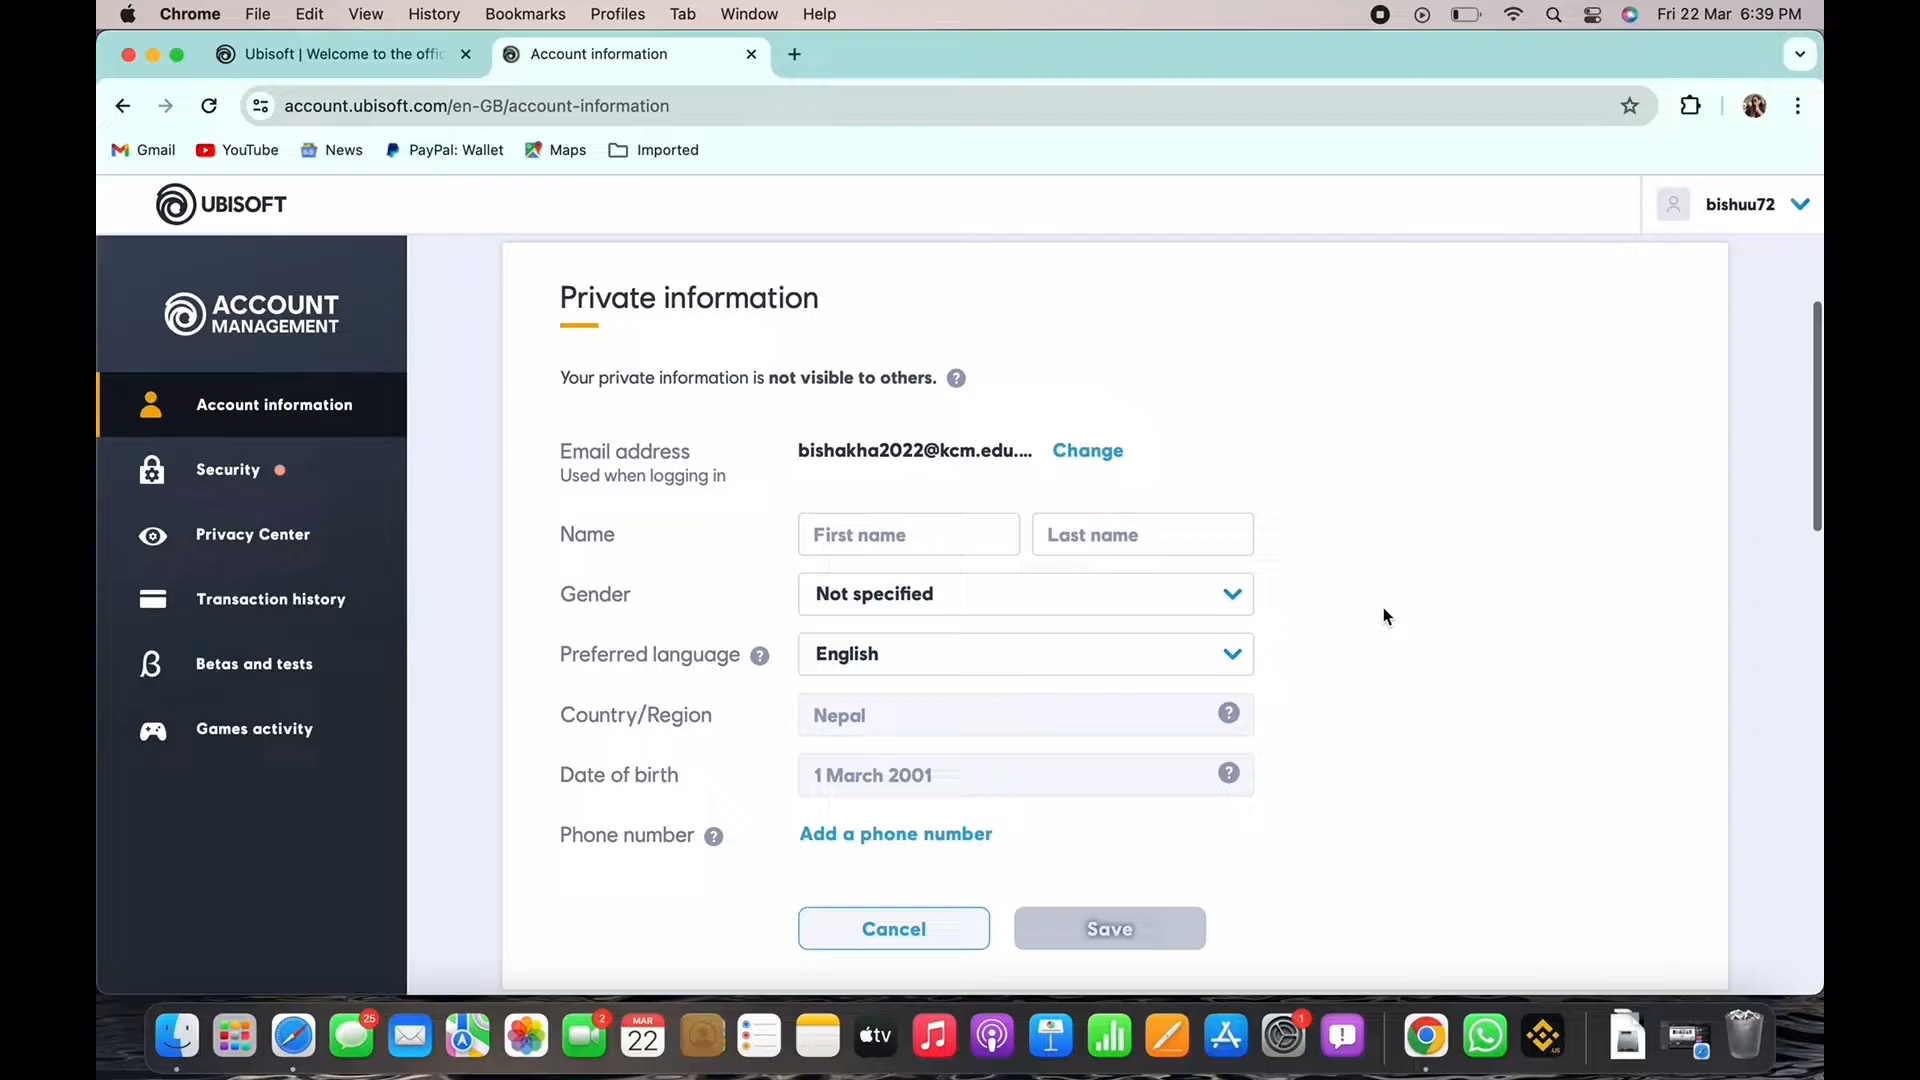 Chrome File Edit View History Bookmarks Profiles Tab Window Help Fri 22 Mar 6:39 PM
Ubisoft | Welcome to the offi Account information
account.ubisoft.com/en-GB/account-information
Gmail YouTube News PayPal: Wallet Maps Imported
UBISOFT bishuu72
ACCOUNT
MANAGEMENT
Account information
Security
Privacy Center
Transaction history
Betas and tests
Games activity
Private information
Your private information is not visible to others. ?
Email address bishakha2022@kcm.edu.... Change
Used when logging in
Name First name Last name
Gender Not specified
Preferred language ? English
Country/Region Nepal ?
Date of birth 1 March 2001 ?
Phone number ? Add a phone number
Cancel Save
25 2 MAR 22 tv 1